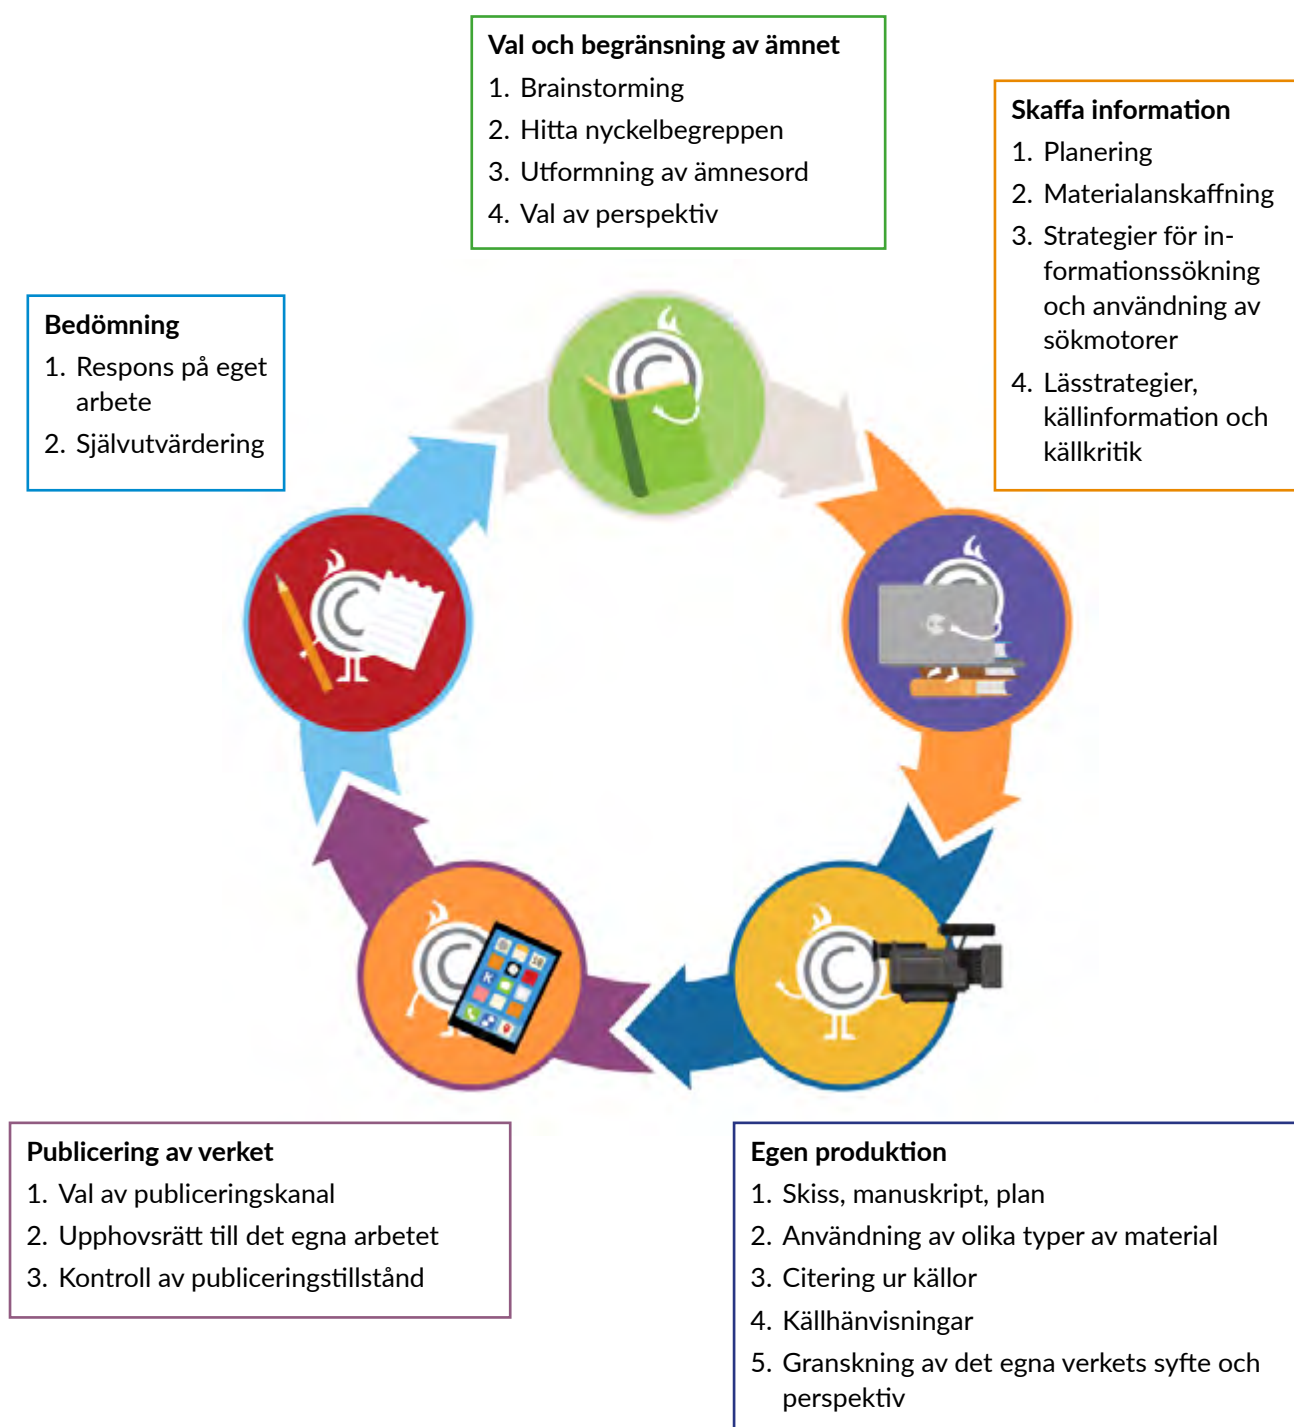 Val och begränsning av ämnet
1. Brainstorming
2. Hitta nyckelbegreppen
3. Utformning av ämnesord
4. Val av perspektiv
Skaffa information
1. Planering
2. Materialanskaffning
3. Strategier för in-
formationssökning
och användning av
sökmotorer
4. Lässtrategier,
källinformation och
källkritik
Bedömning
1. Respons på eget
arbete
2. Självutvärdering
Publicering av verket
1. Val av publiceringskanal
2. Upphovsrätt till det egna arbetet
3. Kontroll av publiceringstillstånd
Egen produktion
1. Skiss, manuskript, plan
2. Användning av olika typer av material
3. Citering ur källor
4. Källhänvisningar
5. Granskning av det egna verkets syfte och
perspektiv